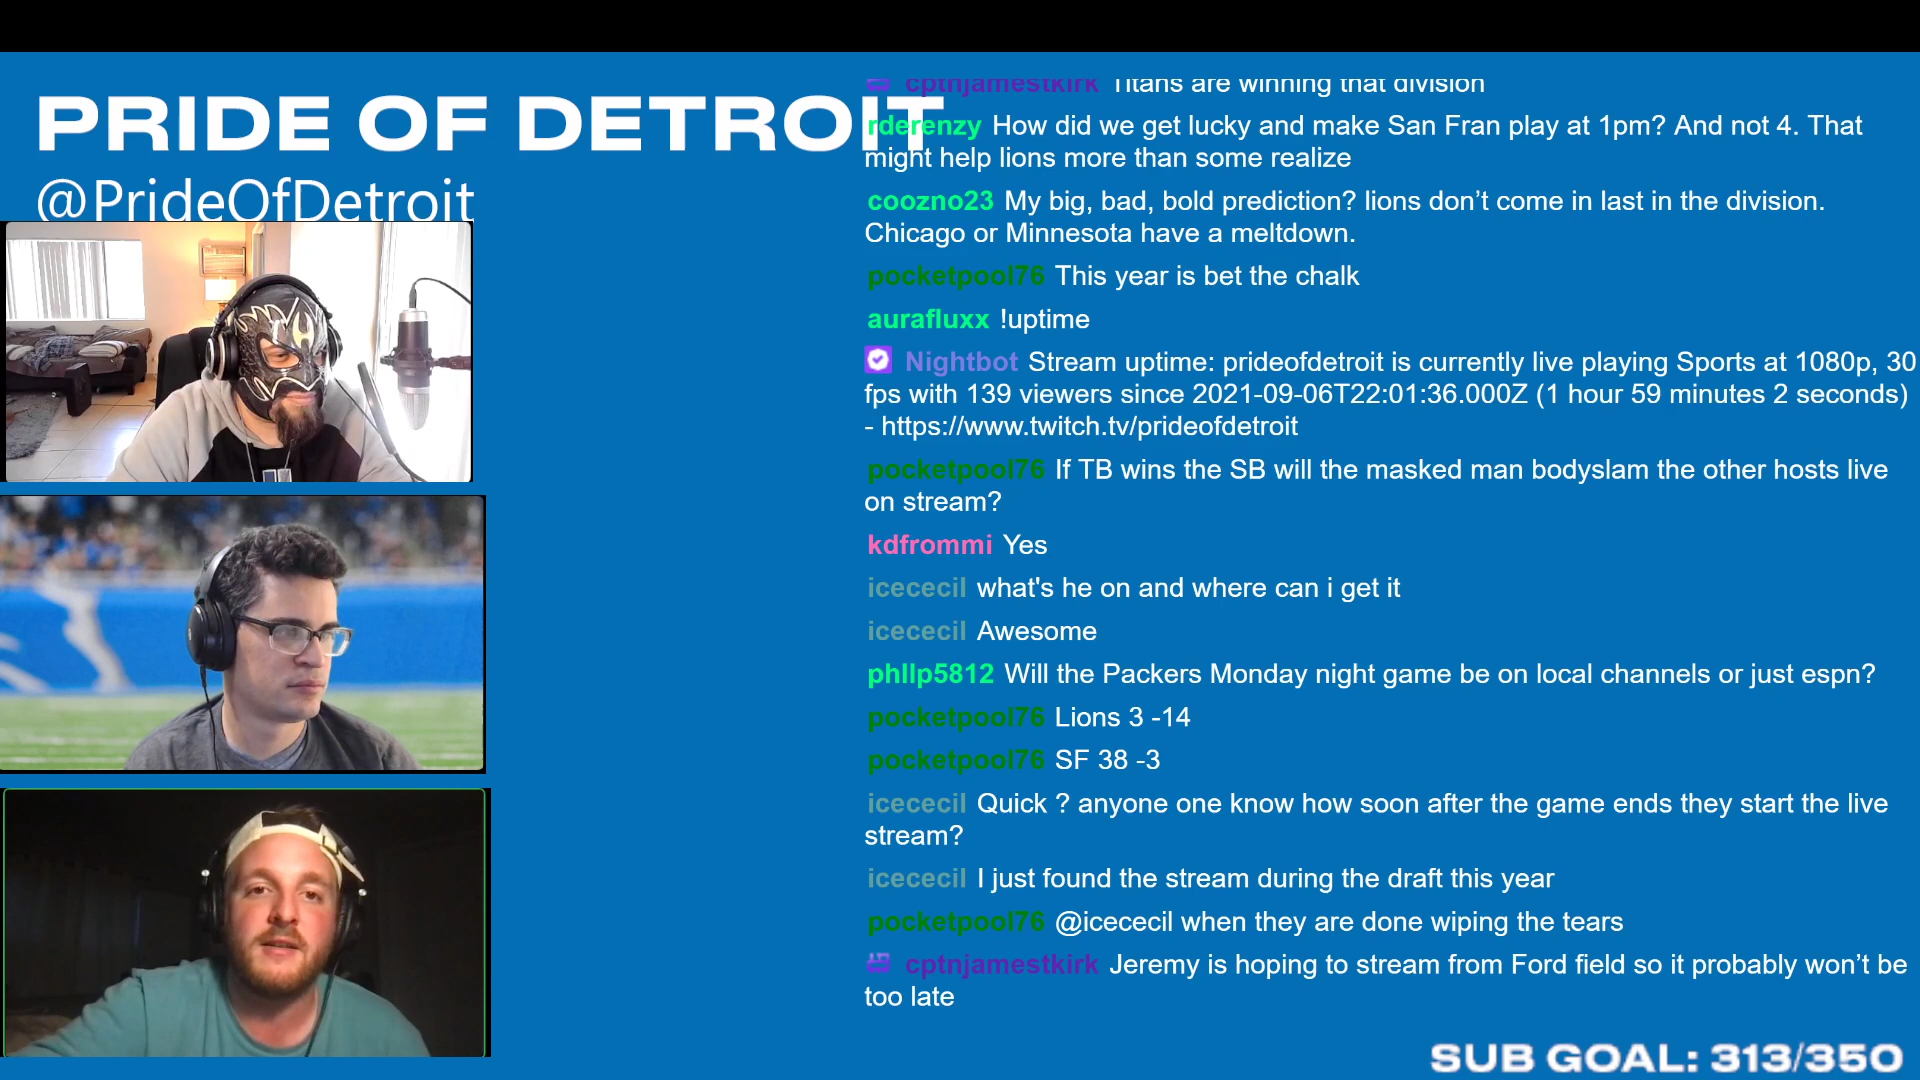 PRIDE OF DETROIT
@PrideOfDetroit
cptnjamestkirk Titans are winning that division
rderenzy How did we get lucky and make San Fran play at 1pm? And not 4. That
might help lions more than some realize
coozno23 My big, bad, bold prediction? lions don’t come in last in the division.
Chicago or Minnesota have a meltdown.
pocketpool76 This year is bet the chalk
aurafluxx !uptime
Nightbot Stream uptime: prideofdetroit is currently live playing Sports at 1080p, 30
fps with 139 viewers since 2021-09-06T22:01:36.000Z (1 hour 59 minutes 2 seconds)
- https://www.twitch.tv/prideofdetroit
pocketpool76 If TB wins the SB will the masked man bodyslam the other hosts live
on stream?
kdfrommi Yes
icececil what's he on and where can i get it
icececil Awesome
phllp5812 Will the Packers Monday night game be on local channels or just espn?
pocketpool76 Lions 3 -14
pocketpool76 SF 38 -3
icececil Quick ? anyone one know how soon after the game ends they start the live
stream?
icececil I just found the stream during the draft this year
pocketpool76 @icececil when they are done wiping the tears
cptnjamestkirk Jeremy is hoping to stream from Ford field so it probably won’t be
too late
SUB GOAL: 313/350